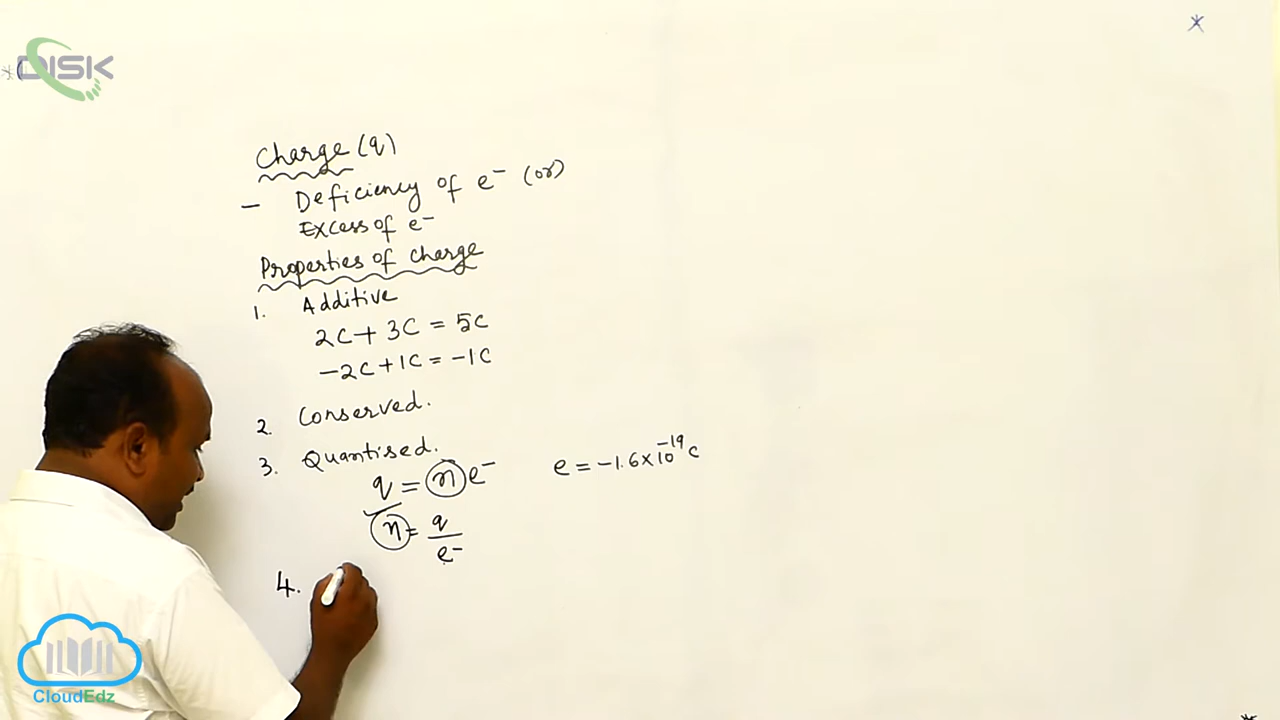 DISK
Charge (q)
– Deficiency of e⁻ (or)
Excess of e⁻
Properties of charge
1. Additive
2C + 3C = 5C
-2C + 1C = -1C
2. Conserved.
3. Quantised.
q = n e⁻ e = -1.6×10⁻¹⁹ C
n = q/e⁻
4.
CloudEdz